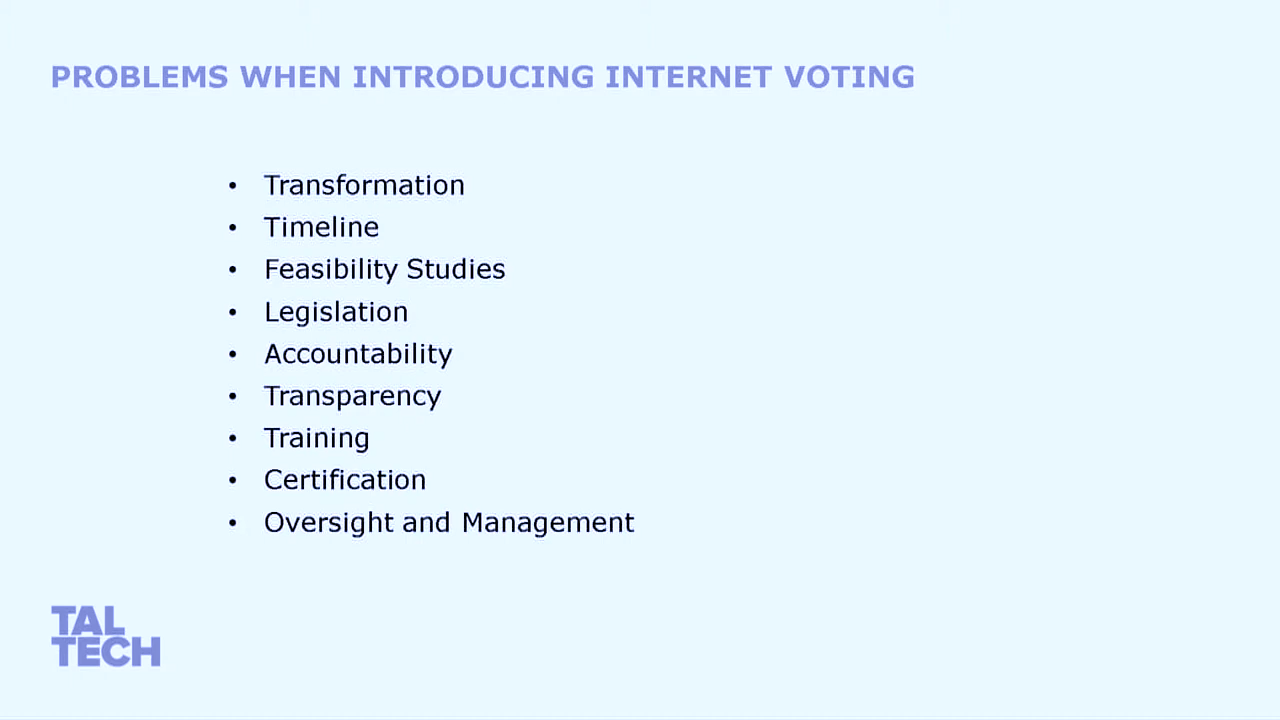 PROBLEMS WHEN INTRODUCING INTERNET VOTING
• Transformation
• Timeline
• Feasibility Studies
• Legislation
• Accountability
• Transparency
• Training
• Certification
• Oversight and Management
TAL
TECH